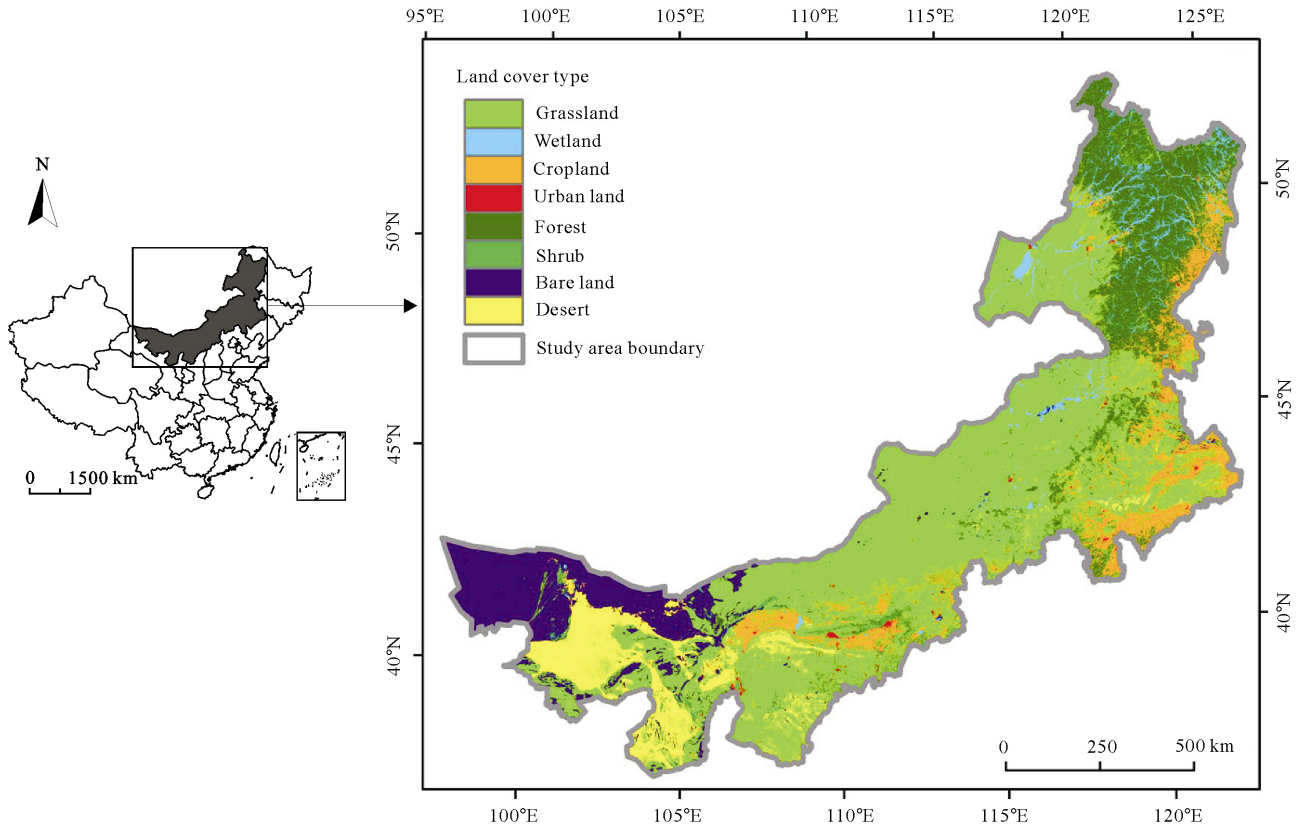 95°E 100°E 105°E 110°E 115°E 120°E 125°E
Land cover type
Grassland
Wetland
Cropland
Urban land
Forest
Shrub
Bare land
Desert
Study area boundary
N
50°N
45°N
40°N
50°N
45°N
40°N
0 1500 km
0 250 500 km
100°E 105°E 110°E 115°E 120°E